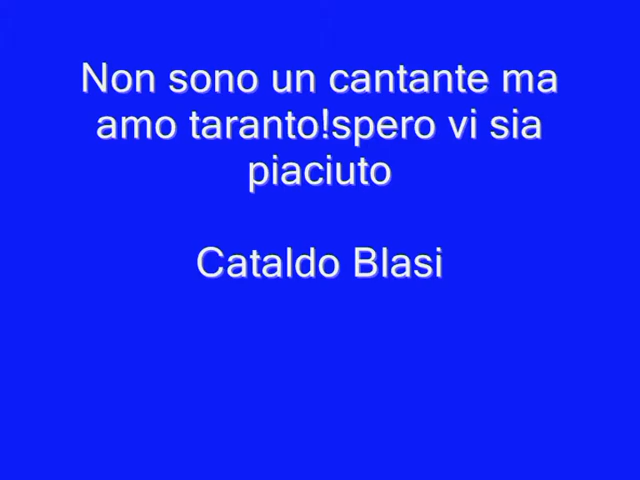 Non sono un cantante ma
amo taranto!spero vi sia
piaciuto
Cataldo Blasi